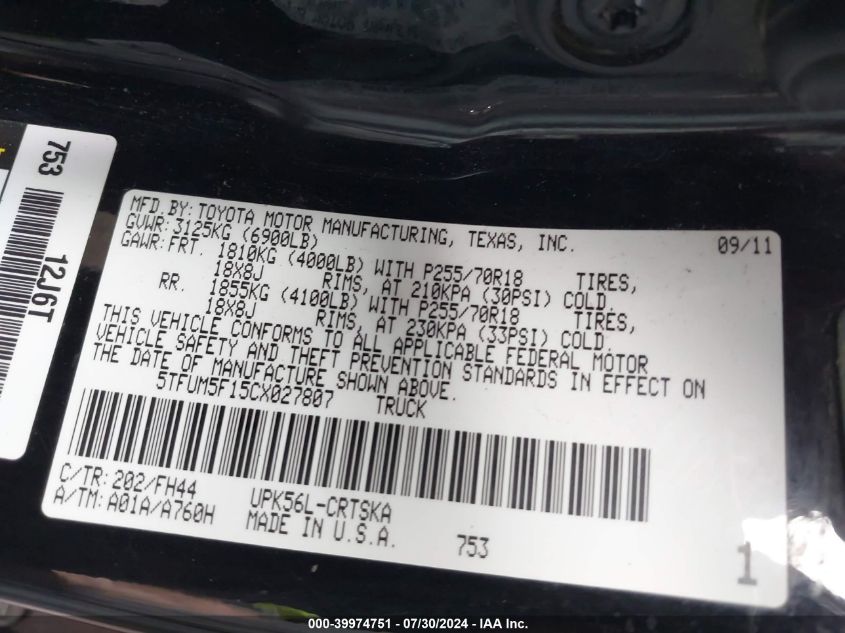 753
12J6T
MFD BY: TOYOTA MOTOR MANUFACTURING, TEXAS, INC. 09/11
GVWR: 3125KG (6900LB)
GAWR: FRT. 1810KG (4000LB) WITH P255/70R18 TIRES,
18X8J RIMS, AT 210KPA (30PSI) COLD
RR. 1855KG (4100LB) WITH P255/70R18 TIRES,
18X8J RIMS, AT 230KPA (33PSI) COLD
THIS VEHICLE CONFORMS TO ALL APPLICABLE FEDERAL MOTOR
VEHICLE SAFETY AND THEFT PREVENTION STANDARDS IN EFFECT ON
THE DATE OF MANUFACTURE SHOWN ABOVE.
5TFUM5F15CX027807 TRUCK
C/TR: 202/FH44 UPK56L-CRTSKA
A/TM: A01A/A760H MADE IN U.S.A. 753 1
000-39974751 - 07/30/2024 - IAA Inc.